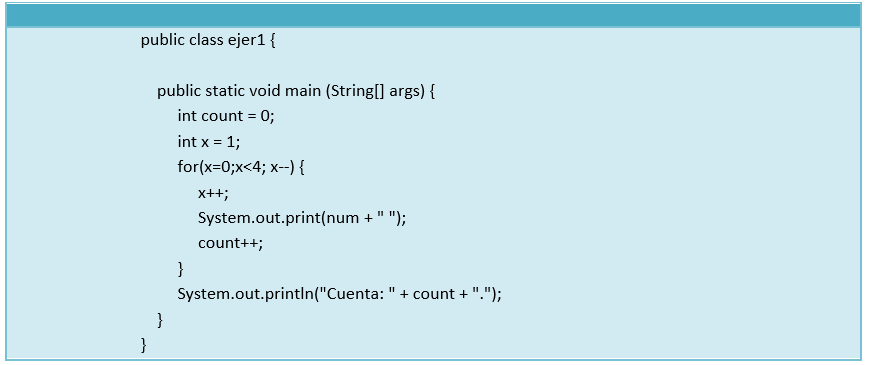 public class ejer1 {
public static void main (String[] args) {
int count = 0;
int x = 1;
for(x=0;x<4; x--) {
x++;
System.out.print(num + " ");
count++;
}
System.out.println("Cuenta: " + count + ".");
}
}